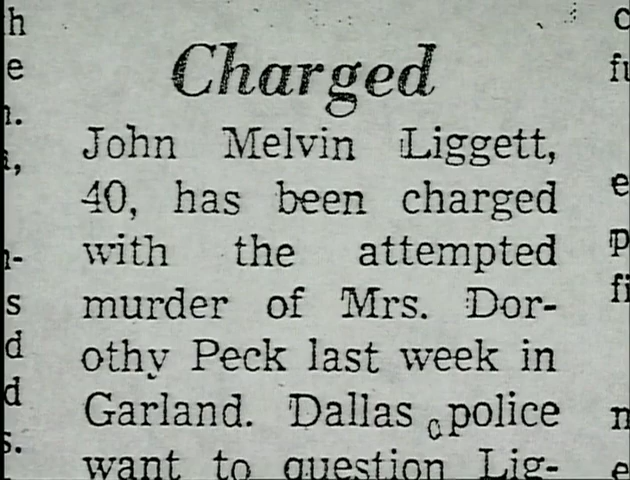 Charged
John Melvin Liggett,
40, has been charged
with the attempted
murder of Mrs. Dor-
othy Peck last week in
Garland. Dallas police
want to question Lig-